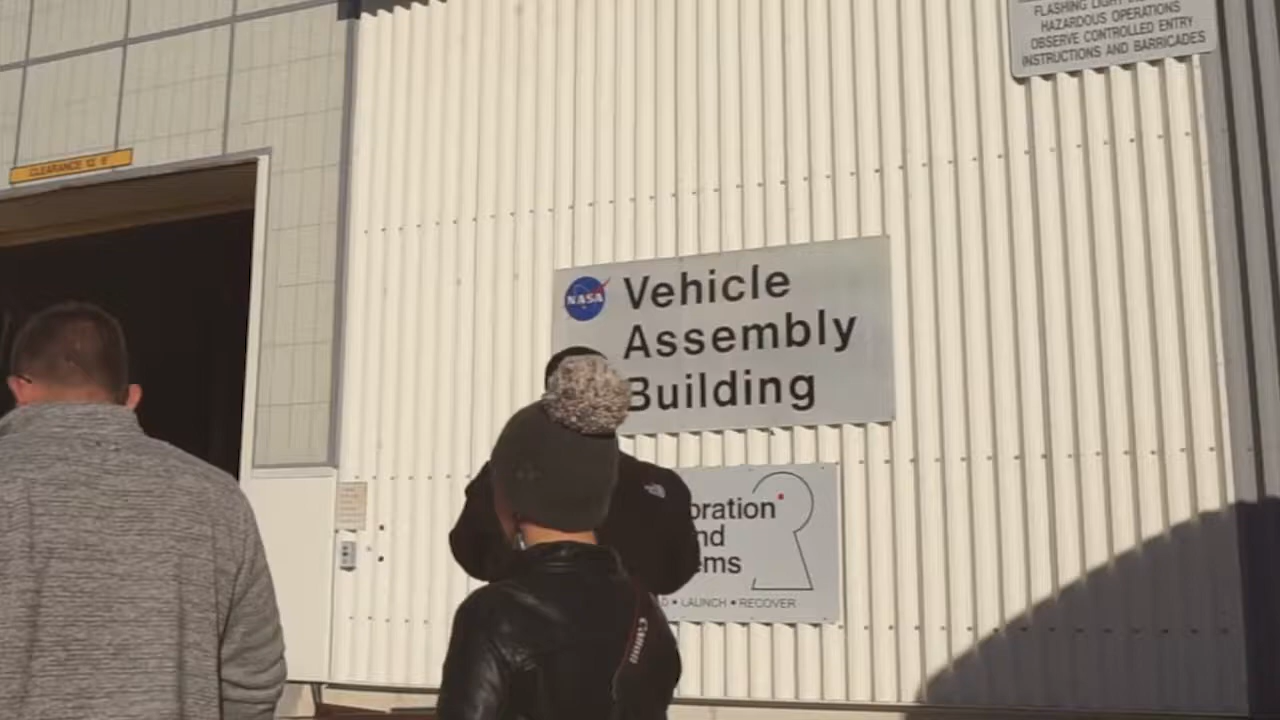 FLASHING LIGHT
HAZARDOUS OPERATIONS
OBSERVE CONTROLLED ENTRY
INSTRUCTIONS AND BARRICADES
CLEARANCE 12' 6"
NASA
Vehicle
Assembly
Building
oration
nd
ems
• LAUNCH • RECOVER
Canon